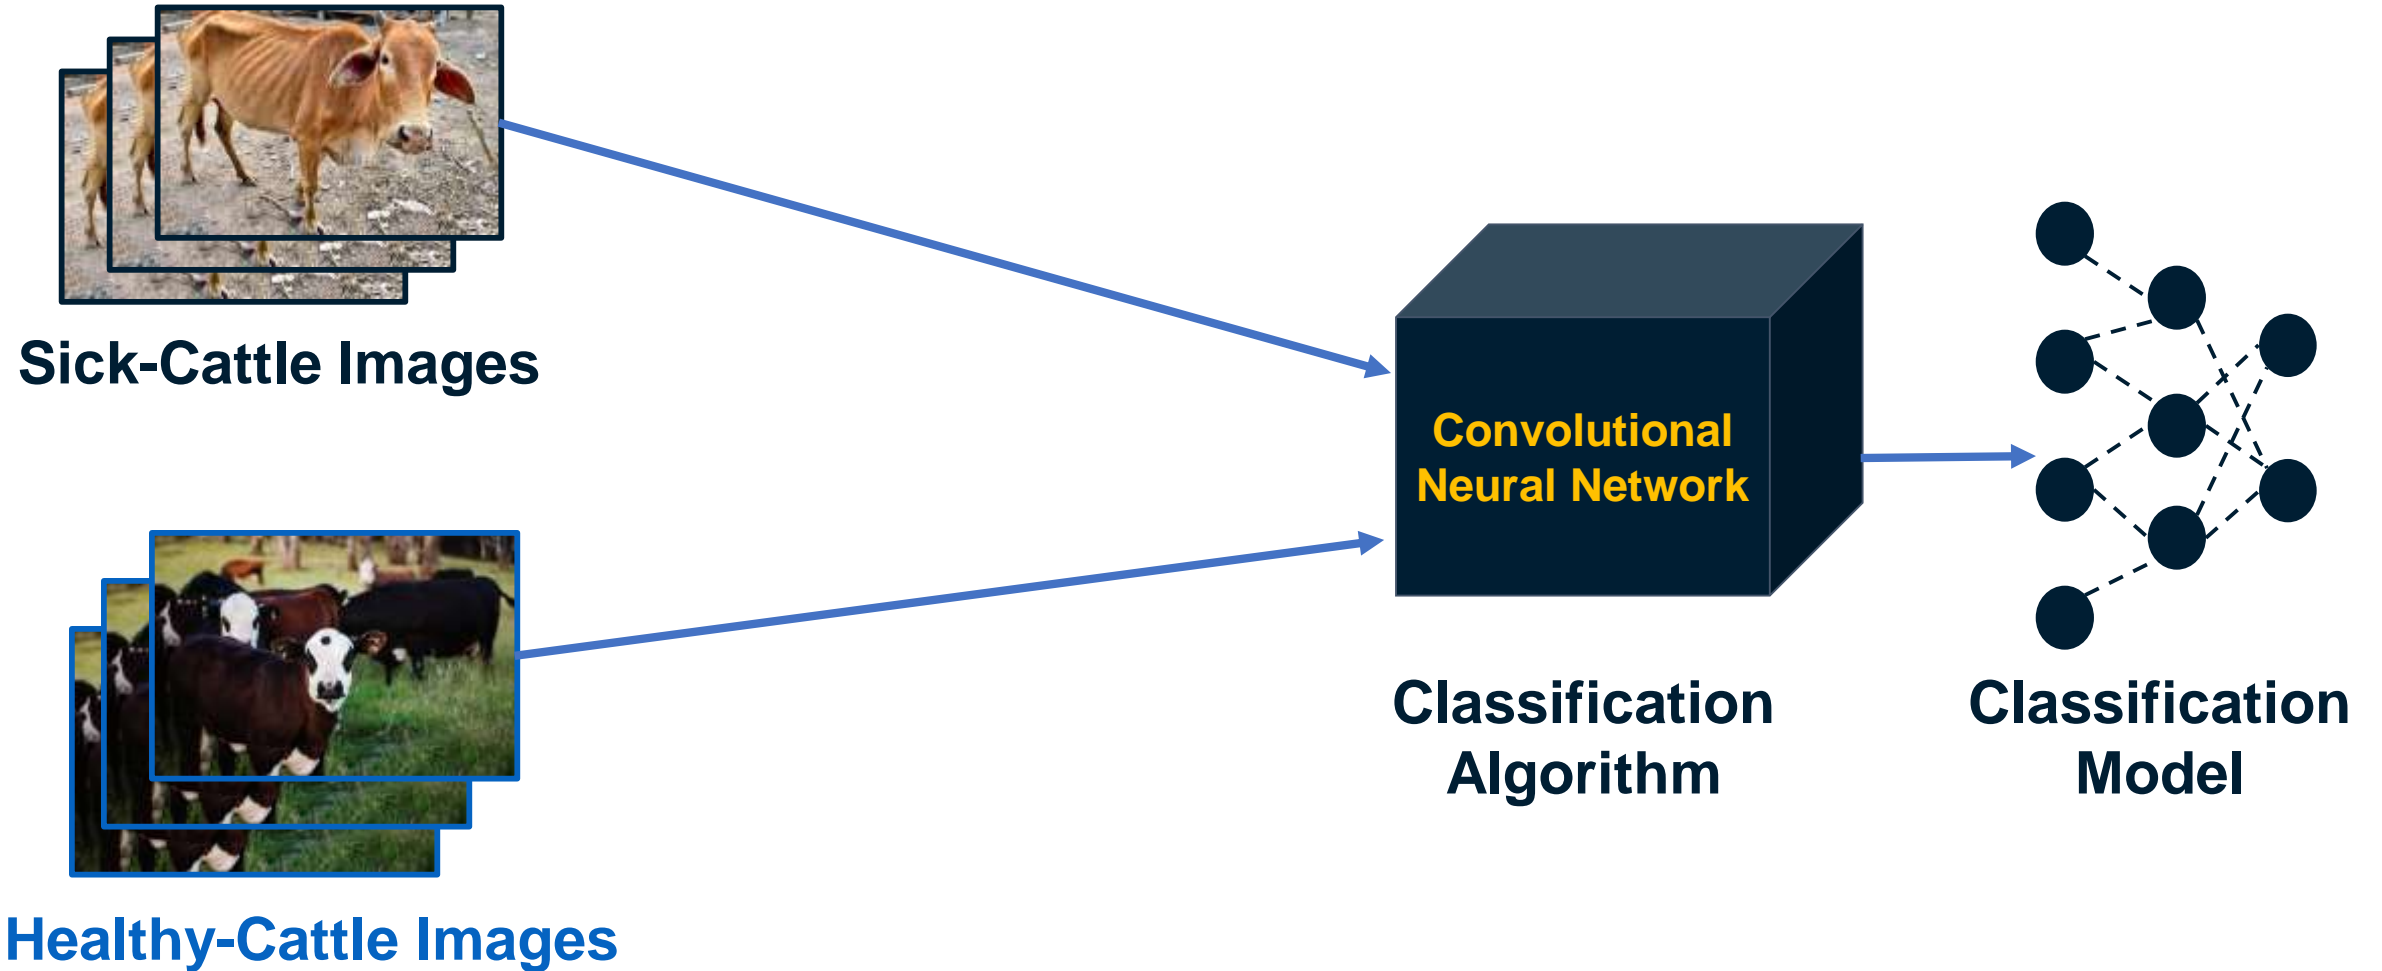 Sick-Cattle Images
Convolutional
Neural Network
Classification
Algorithm
Classification
Model
Healthy-Cattle Images